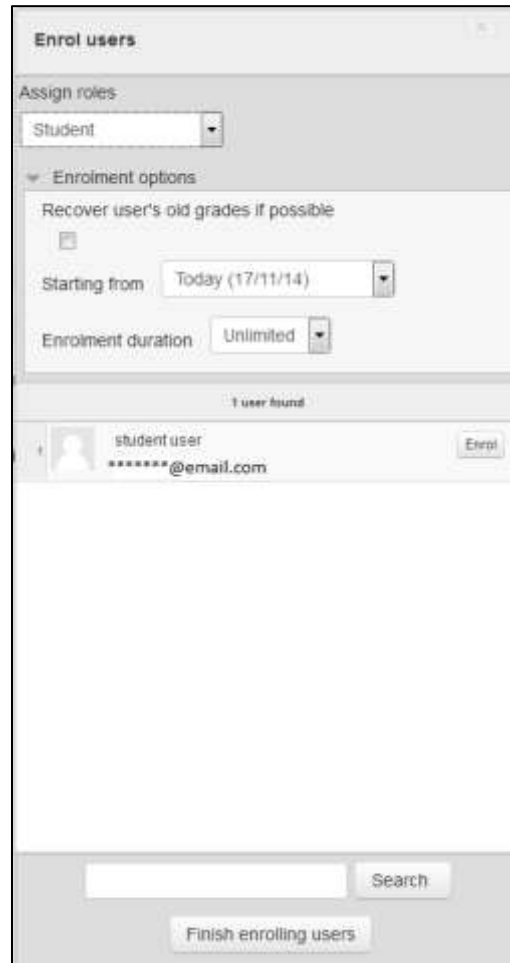 Enrol users
Assign roles
Student
Enrolment options
Recover user's old grades if possible
Starting from Today (17/11/14)
Enrolment duration Unlimited
1 user found
1 student user Enrol
*******@email.com
Search
Finish enrolling users